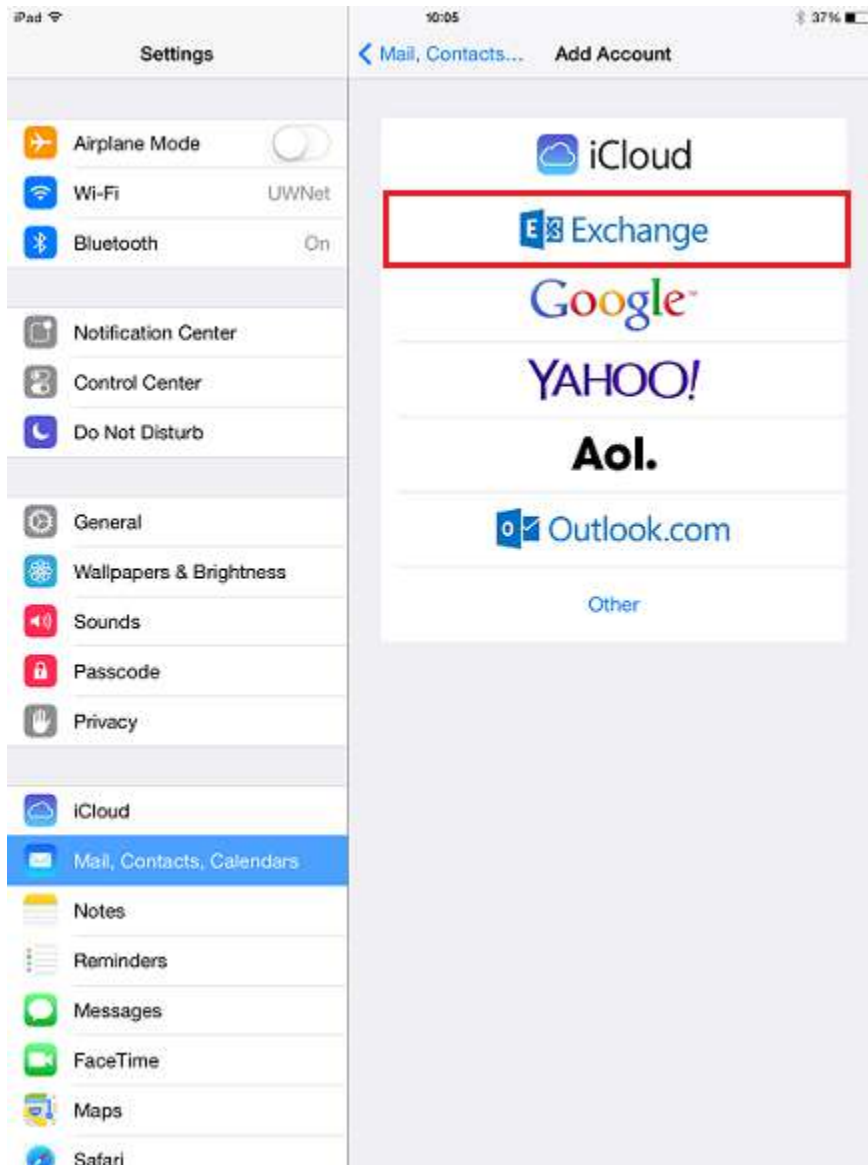 iPad 10:05 37%
Settings
Mail, Contacts... Add Account
Airplane Mode
Wi-Fi UWNet
Bluetooth On
Notification Center
Control Center
Do Not Disturb
General
Wallpapers & Brightness
Sounds
Passcode
Privacy
iCloud
Mail, Contacts, Calendars
Notes
Reminders
Messages
FaceTime
Maps
Safari
iCloud
E Exchange
Google™
YAHOO!
Aol.
o Outlook.com
Other